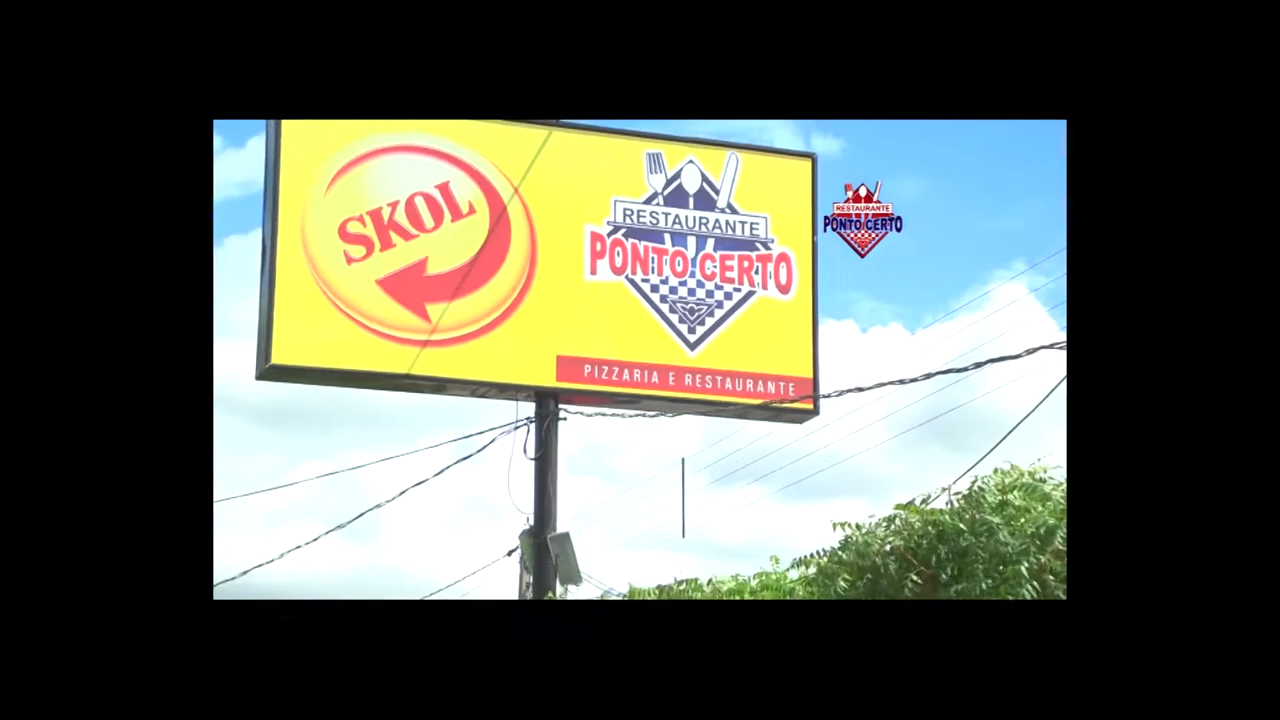 SKOL
RESTAURANTE
PONTO CERTO
PIZZARIA E RESTAURANTE
RESTAURANTE
PONTO CERTO